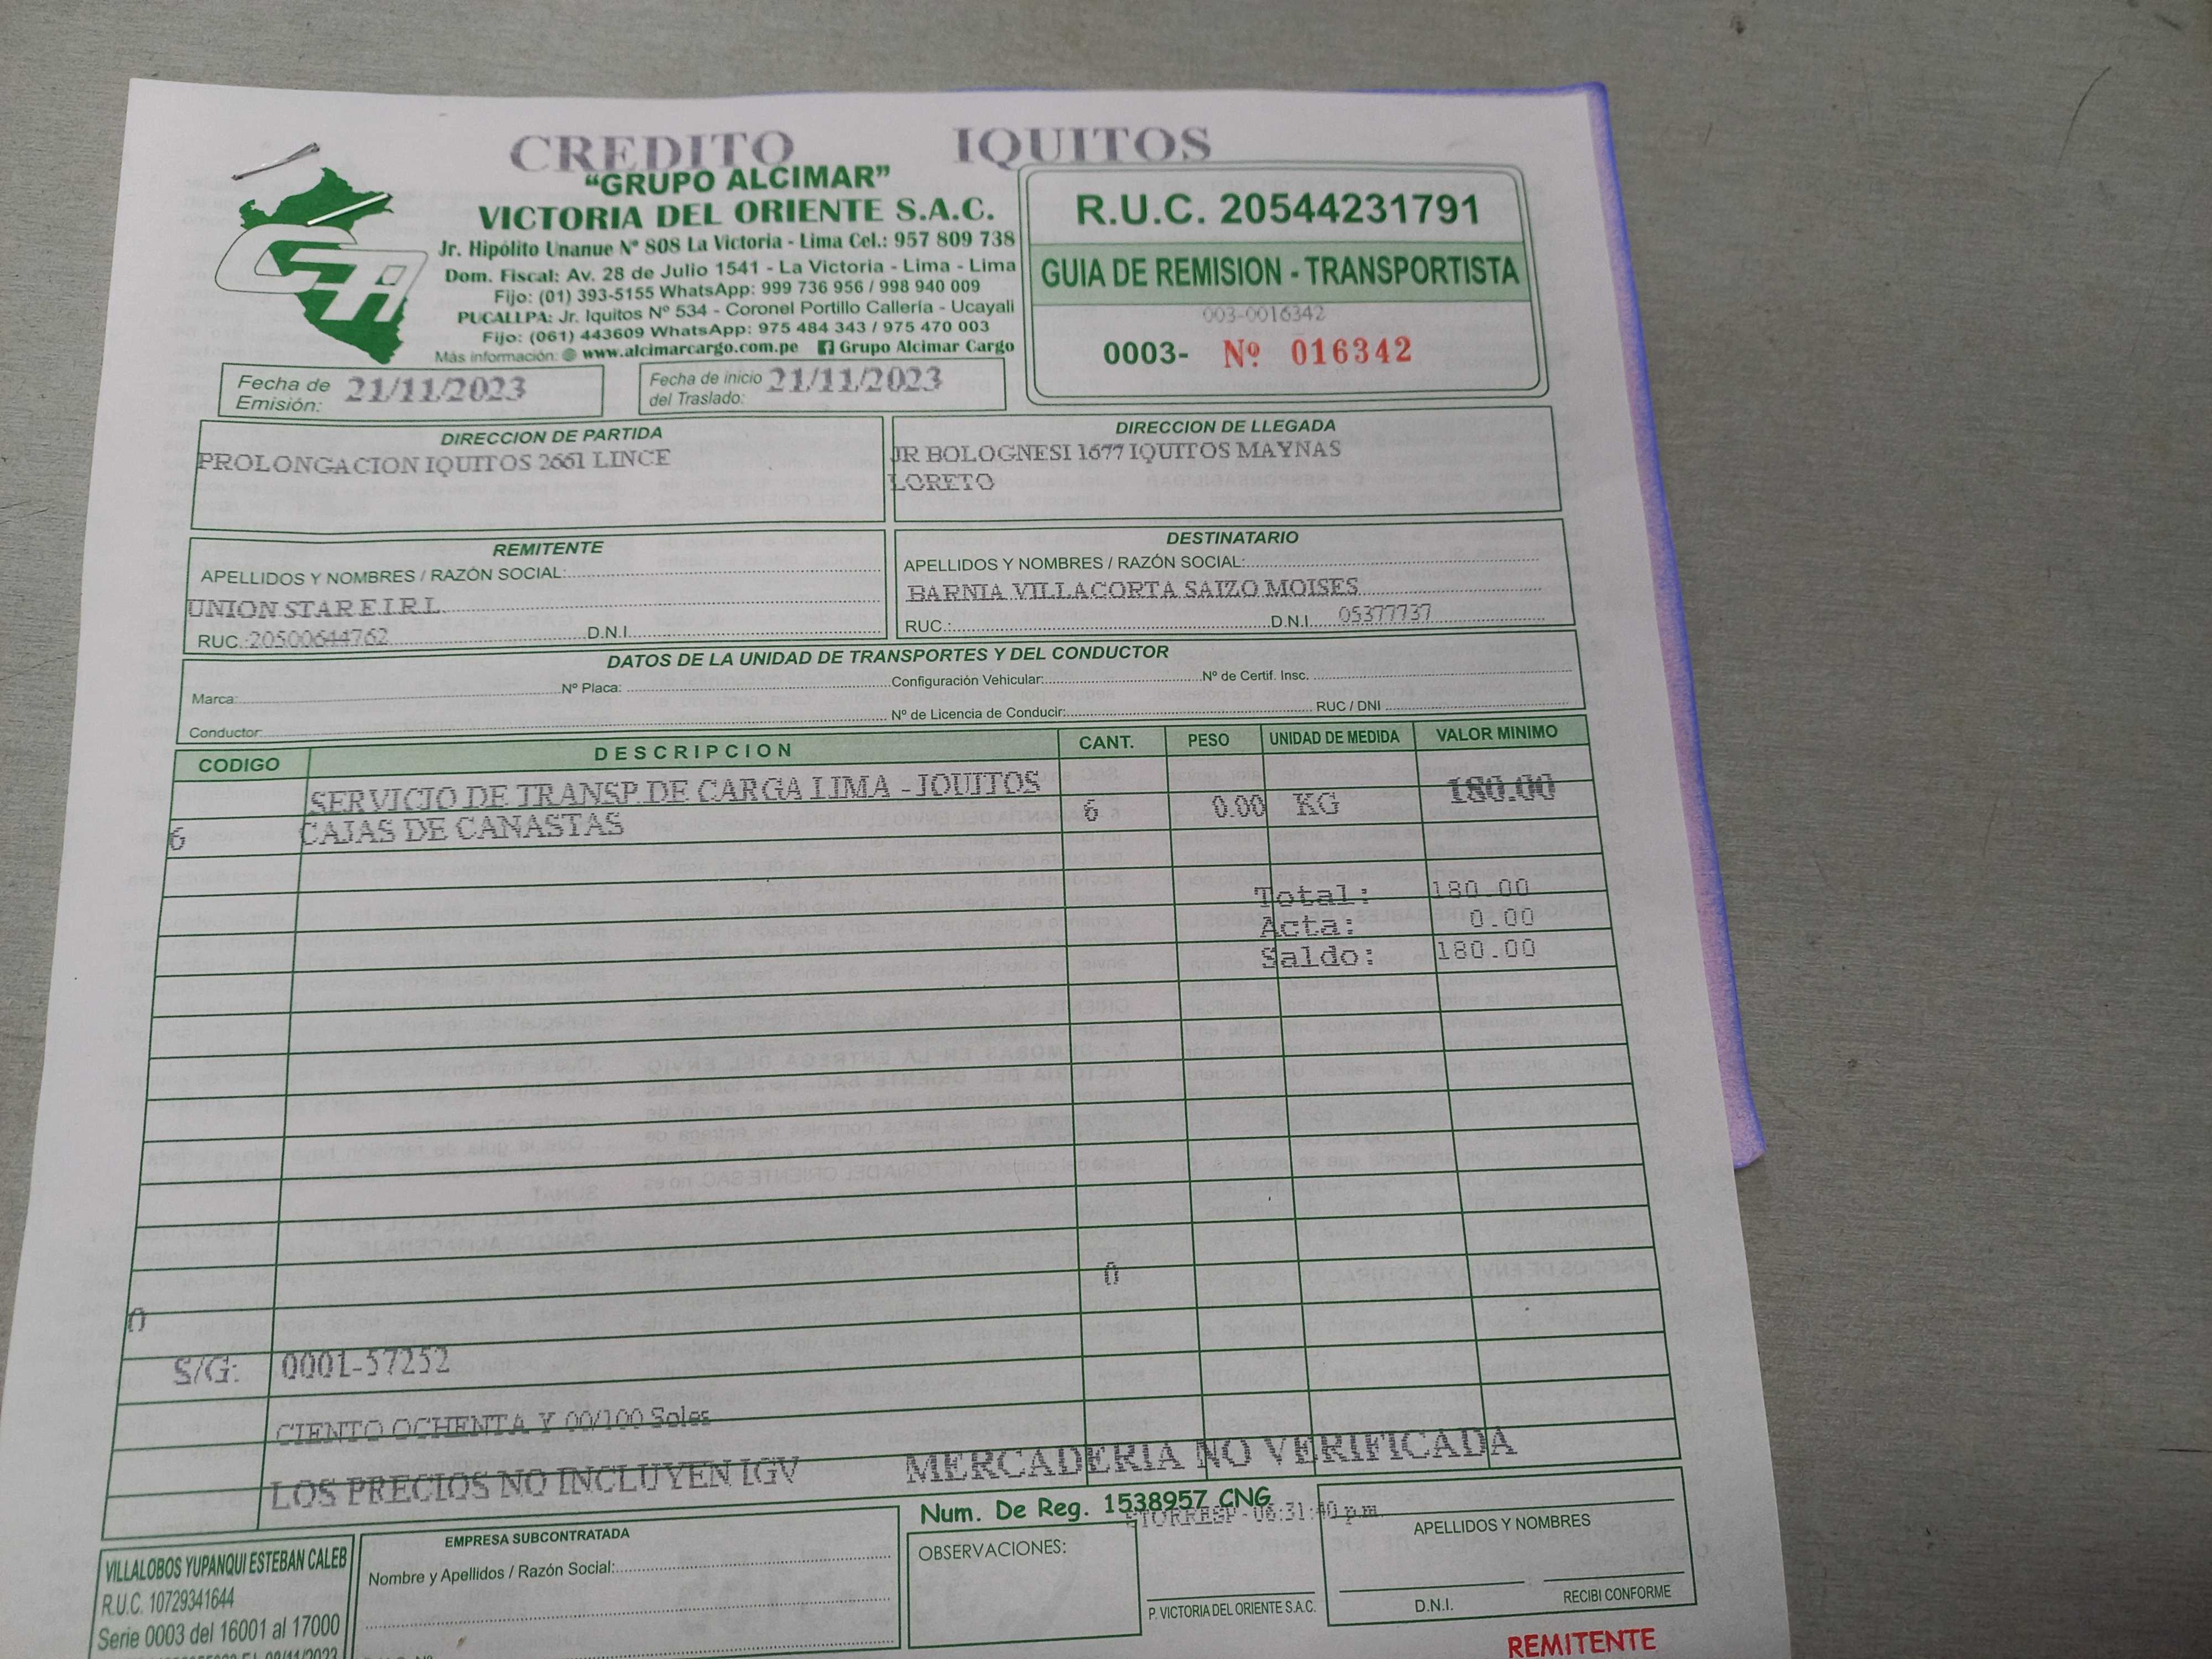 CREDITO IQUITOS
"GRUPO ALCIMAR"
VICTORIA DEL ORIENTE S.A.C.
Jr. Hipólito Unanue Nº 808 La Victoria - Lima Cel.: 957 809 738
Dom. Fiscal: Av. 28 de Julio 1541 - La Victoria - Lima - Lima
Fijo: (01) 393-5155 WhatsApp: 999 736 956 / 998 940 009
PUCALLPA: Jr. Iquitos Nº 534 - Coronel Portillo Callería - Ucayali
Fijo: (061) 443609 WhatsApp: 975 484 343 / 975 470 003
Más información: www.alcimarcargo.com.pe Grupo Alcimar Cargo
GA
R.U.C. 20544231791
GUIA DE REMISION - TRANSPORTISTA
003-0016342
0003- Nº 016342
Fecha de Emisión: 21/11/2023
Fecha de inicio del Traslado: 21/11/2023
DIRECCION DE PARTIDA
PROLONGACION IQUITOS 2661 LINCE
DIRECCION DE LLEGADA
JR BOLOGNESI 1677 IQUITOS MAYNAS
LORETO
REMITENTE
APELLIDOS Y NOMBRES / RAZÓN SOCIAL:
UNION STAR E.I.R.L
RUC. 20500644762 D.N.I.
DESTINATARIO
APELLIDOS Y NOMBRES / RAZÓN SOCIAL:
BARNIA VILLACORTA SAIZO MOISES
RUC.: D.N.I. 05377737
DATOS DE LA UNIDAD DE TRANSPORTES Y DEL CONDUCTOR
Marca: Nº Placa: Configuración Vehicular: Nº de Certif. Insc.
Conductor: Nº de Licencia de Conducir: RUC / DNI
CODIGO DESCRIPCION CANT. PESO UNIDAD DE MEDIDA VALOR MINIMO
SERVICIO DE TRANSP. DE CARGA LIMA - IQUITOS 6 0.00 KG 180.00
6 CAJAS DE CANASTAS
Total: 180.00
Acta: 0.00
Saldo: 180.00
0
0
S/G: 0001-57252
CIENTO OCHENTA Y 00/100 Soles
LOS PRECIOS NO INCLUYEN IGV MERCADERIA NO VERIFICADA
Num. De Reg. 1538957 CNG
STORRESP - 06:31:40 p.m.
VILLALOBOS YUPANQUI ESTEBAN CALEB
R.U.C. 10729341644
Serie 0003 del 16001 al 17000
EMPRESA SUBCONTRATADA
Nombre y Apellidos / Razón Social:
OBSERVACIONES:
P. VICTORIA DEL ORIENTE S.A.C.
APELLIDOS Y NOMBRES
D.N.I. RECIBI CONFORME
REMITENTE